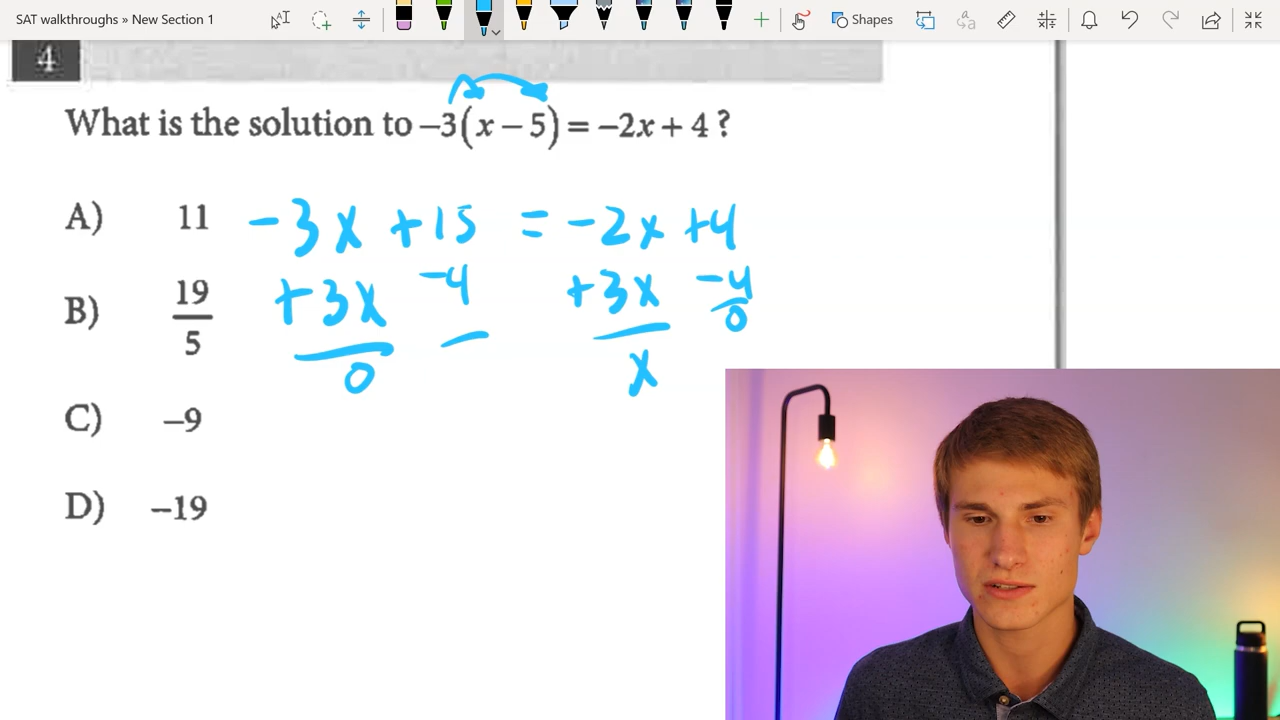 SAT walkthroughs » New Section 1
Shapes
4
What is the solution to –3(x – 5) = –2x + 4 ?
A) 11
-3x +15 = -2x +4
+3x -4 +3x -4
B) 19/5
0
0 x
C) –9
D) –19